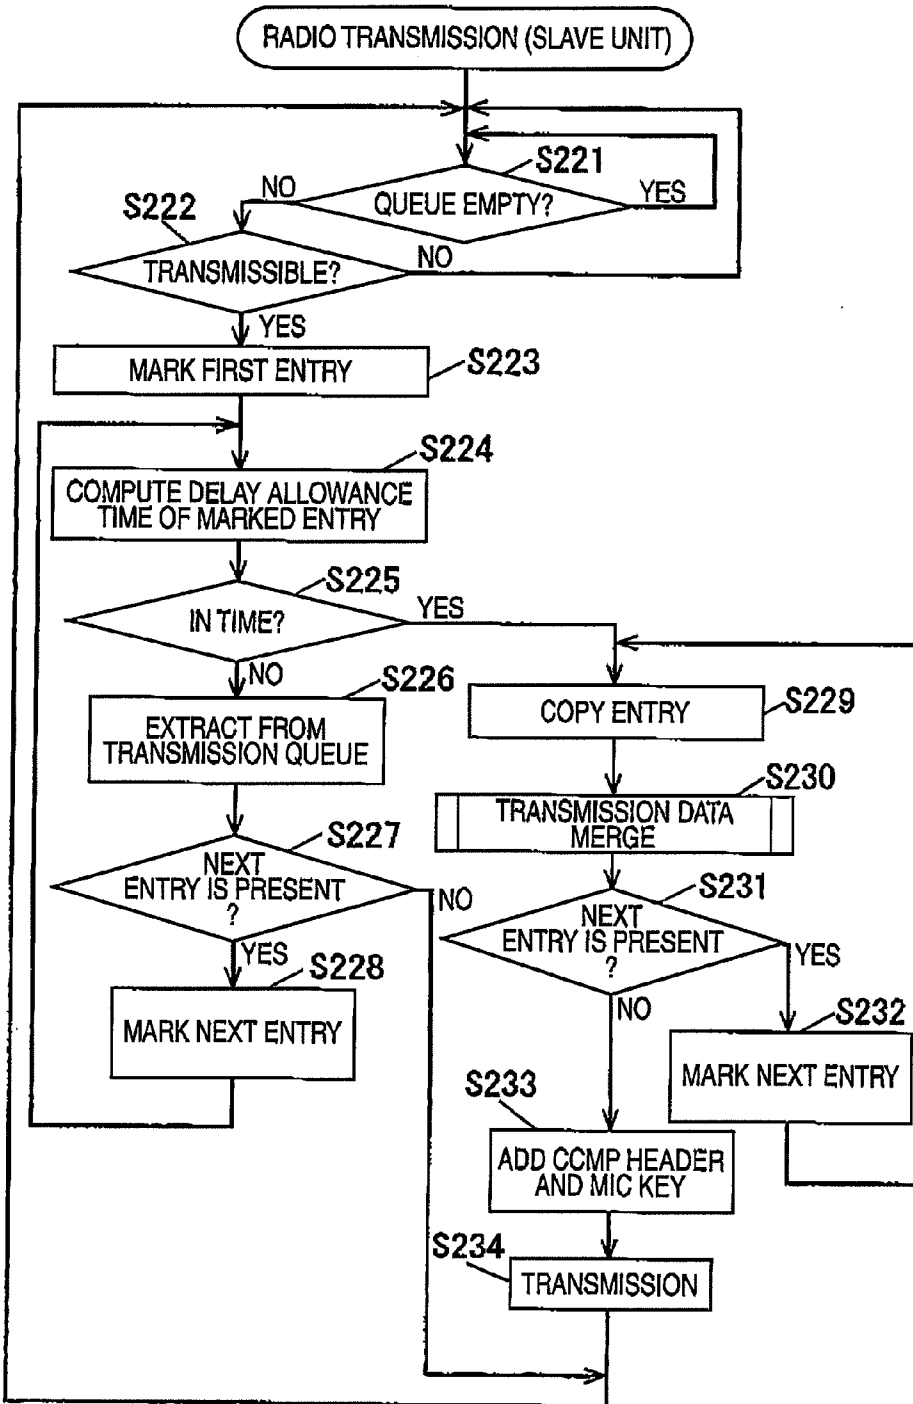 RADIO TRANSMISSION (SLAVE UNIT)
S221
QUEUE EMPTY?
NO
YES
S222
TRANSMISSIBLE?
NO
YES
MARK FIRST ENTRY
S223
S224
COMPUTE DELAY ALLOWANCE
TIME OF MARKED ENTRY
S225
IN TIME?
YES
NO
S226
EXTRACT FROM
TRANSMISSION QUEUE
S227
NEXT
ENTRY IS PRESENT
?
NO
YES
S228
MARK NEXT ENTRY
COPY ENTRY
S229
S230
TRANSMISSION DATA
MERGE
S231
NEXT
ENTRY IS PRESENT
?
YES
NO
S232
MARK NEXT ENTRY
S233
ADD CCMP HEADER
AND MIC KEY
S234
TRANSMISSION